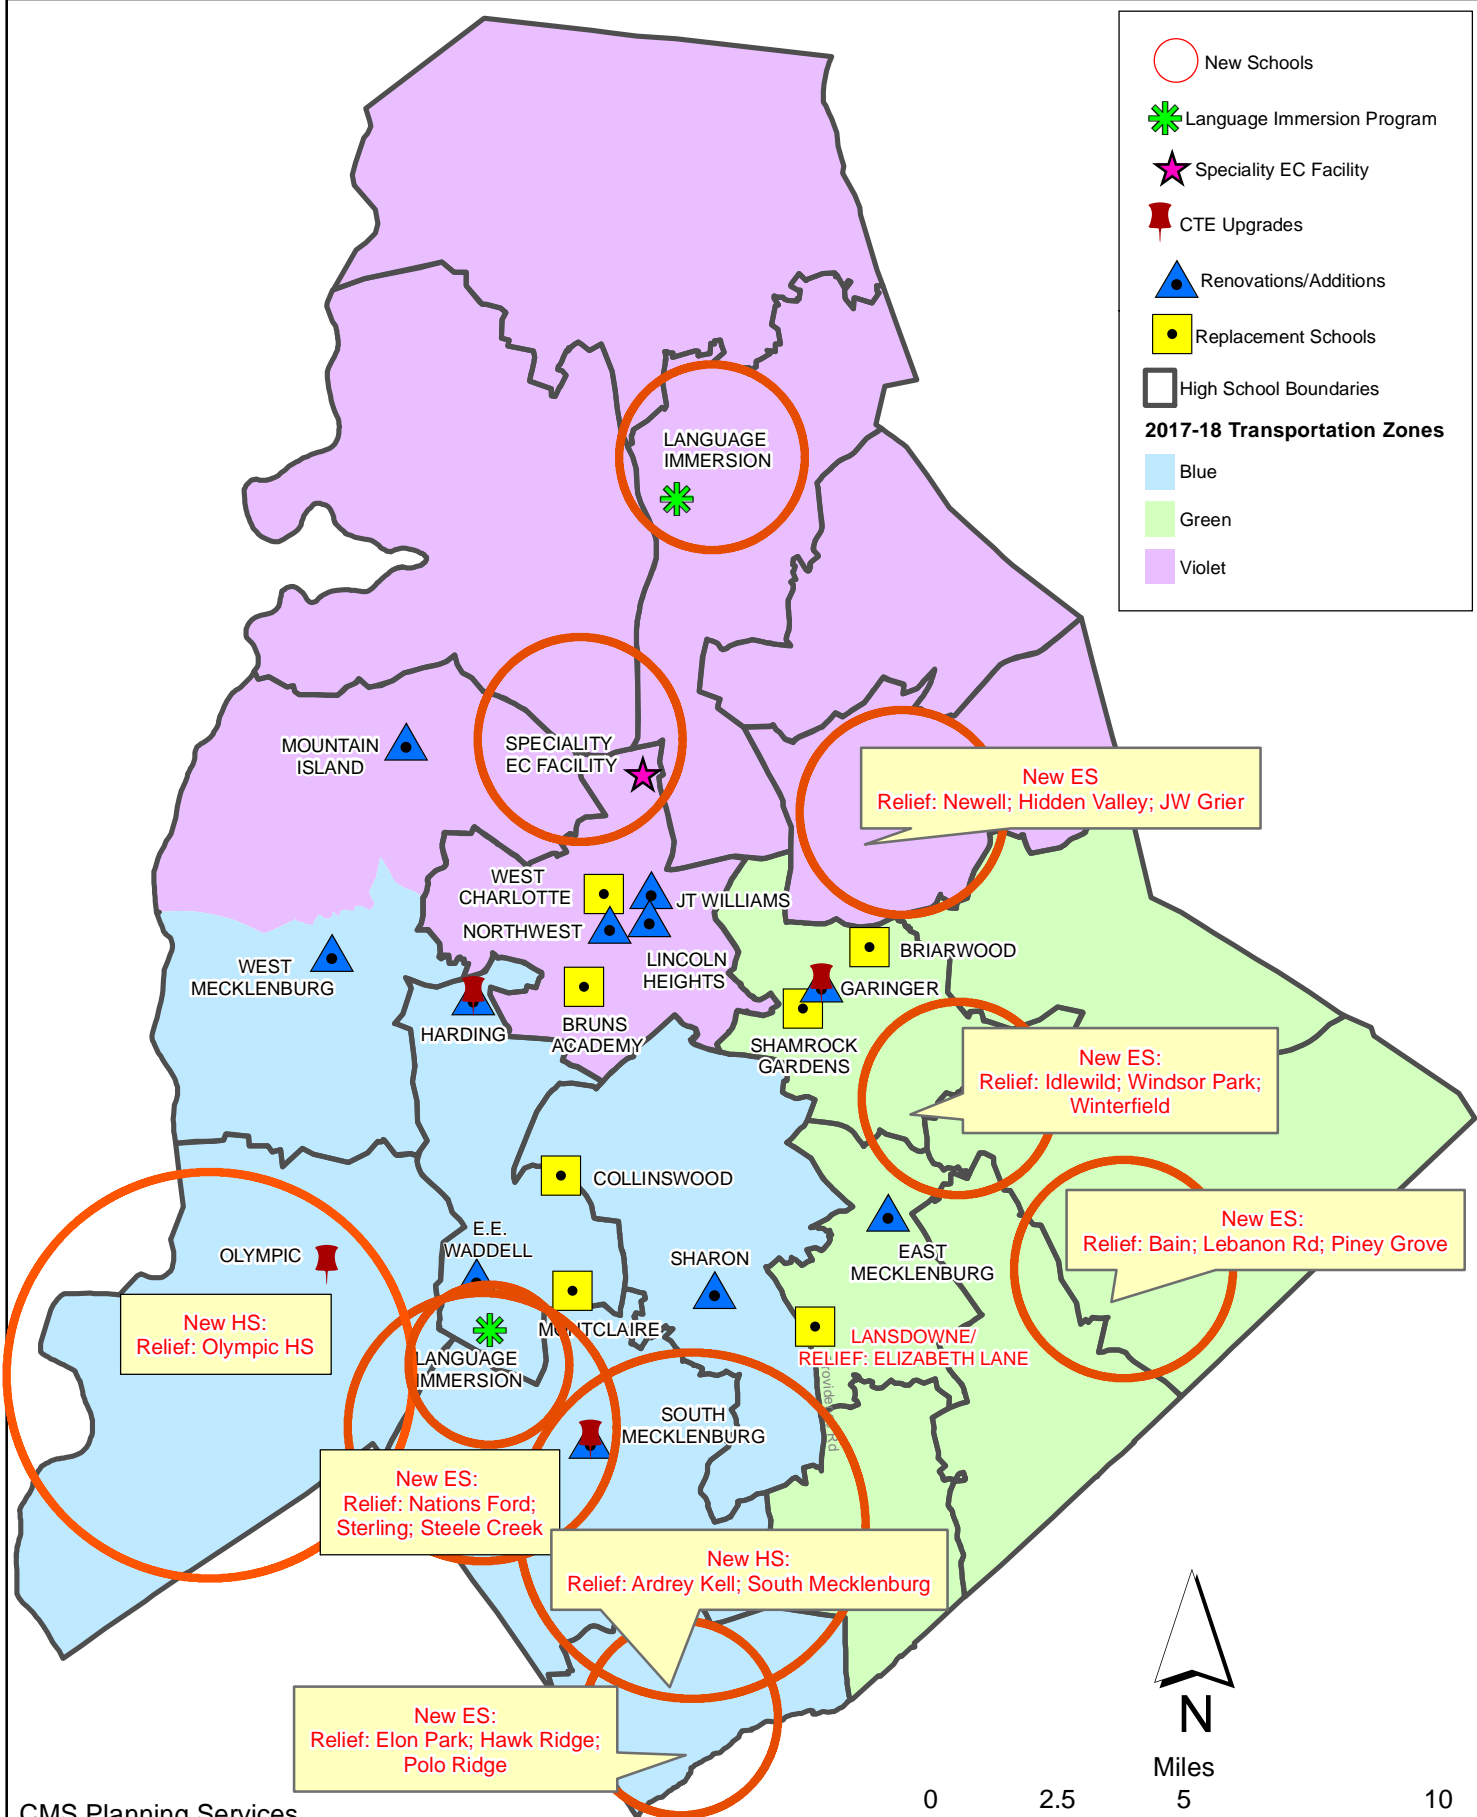 New Schools
Language Immersion Program
Speciality EC Facility
CTE Upgrades
Renovations/Additions
Replacement Schools
High School Boundaries
2017-18 Transportation Zones
Blue
Green
Violet
LANGUAGE
IMMERSION
MOUNTAIN
ISLAND
SPECIALITY
EC FACILITY
New ES
Relief: Newell; Hidden Valley; JW Grier
WEST
CHARLOTTE
JT WILLIAMS
NORTHWEST
LINCOLN
HEIGHTS
BRIARWOOD
WEST
MECKLENBURG
GARINGER
HARDING
BRUNS
ACADEMY
SHAMROCK
GARDENS
New ES:
Relief: Idlewild; Windsor Park;
Winterfield
COLLINSWOOD
E.E.
WADDELL
OLYMPIC
SHARON
EAST
MECKLENBURG
New ES:
Relief: Bain; Lebanon Rd; Piney Grove
New HS:
Relief: Olympic HS
MONTCLAIRE
LANSDOWNE/
RELIEF: ELIZABETH LANE
LANGUAGE
IMMERSION
Rd
SOUTH
MECKLENBURG
New ES:
Relief: Nations Ford;
Sterling; Steele Creek
New HS:
Relief: Ardrey Kell; South Mecklenburg
New ES:
Relief: Elon Park; Hawk Ridge;
Polo Ridge
N
Miles
0 2.5 5 10
CMS Planning Services